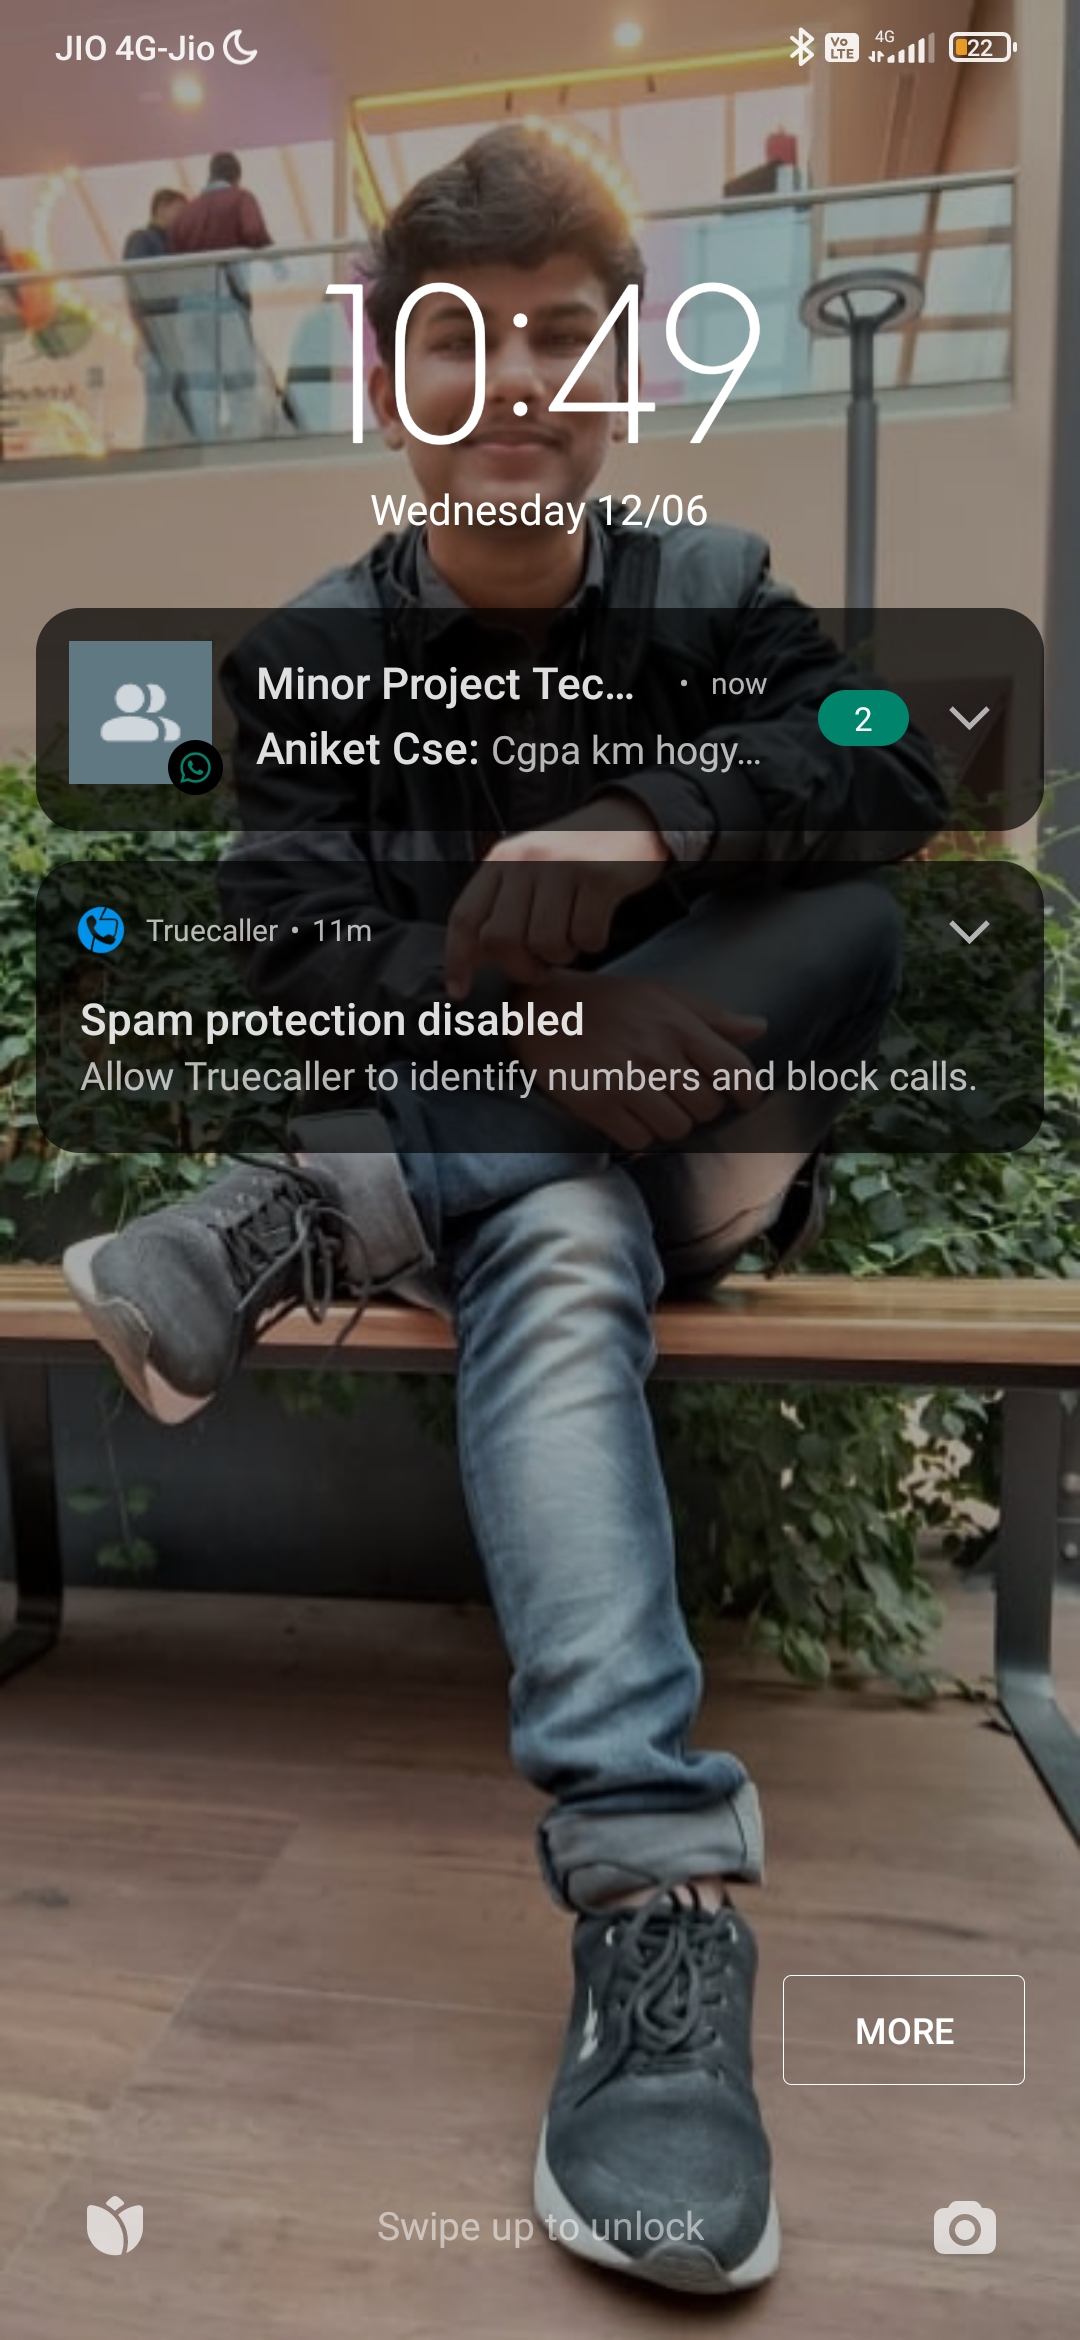 JIO 4G-Jio 4G Vo LTE 22
10:49
Wednesday 12/06
Minor Project Tec... • now
Aniket Cse: Cgpa km hogy...
2
Truecaller • 11m
Spam protection disabled
Allow Truecaller to identify numbers and block calls.
MORE
Swipe up to unlock